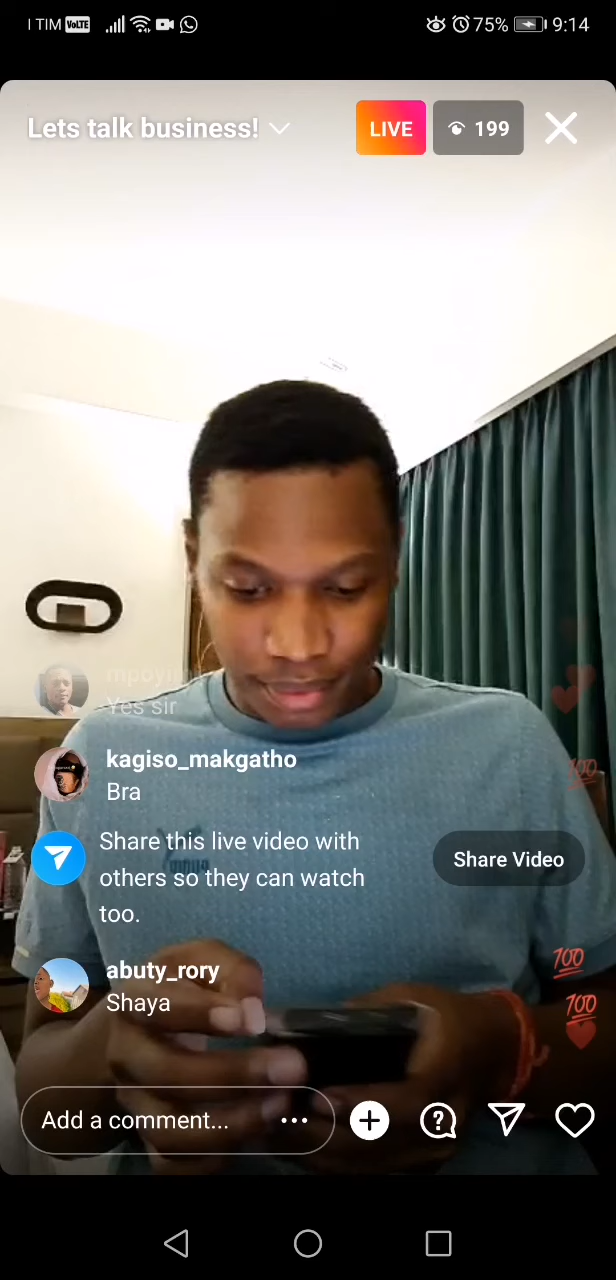 I TIM VoLTE 75% 9:14
Lets talk business! LIVE 199
Yes sir
kagiso_makgatho
Bra
Share this live video with
others so they can watch
too.
Share Video
abuty_rory
Shaya
100
100
100
Add a comment...